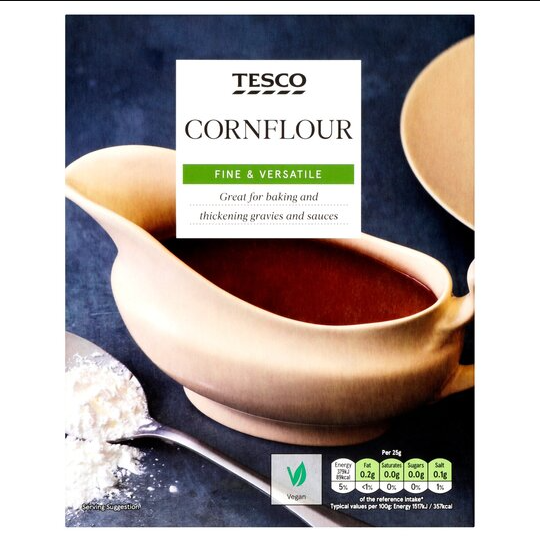 TESCO
CORNFLOUR
FINE & VERSATILE
Great for baking and
thickening gravies and sauces
Per 25g
Energy Fat Saturates Sugars Salt
379kJ
89kcal 0.2g 0.0g 0.0g 0.1g
5% <1% 0% 0% 1%
of the reference intake*
Typical values per 100g: Energy 1517kJ / 357kcal
Vegan
Serving Suggestion